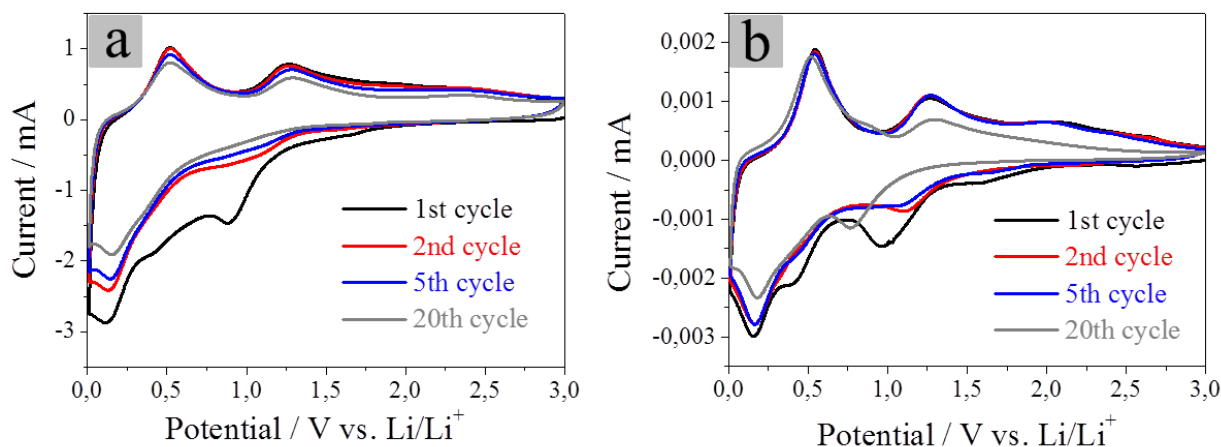 a
1
0
-1
-2
-3
Current / mA
1st cycle
2nd cycle
5th cycle
20th cycle
0,0 0,5 1,0 1,5 2,0 2,5 3,0
Potential / V vs. Li/Li⁺
b
0,002
0,001
0,000
-0,001
-0,002
-0,003
Current / mA
1st cycle
2nd cycle
5th cycle
20th cycle
0,0 0,5 1,0 1,5 2,0 2,5 3,0
Potential / V vs. Li/Li⁺